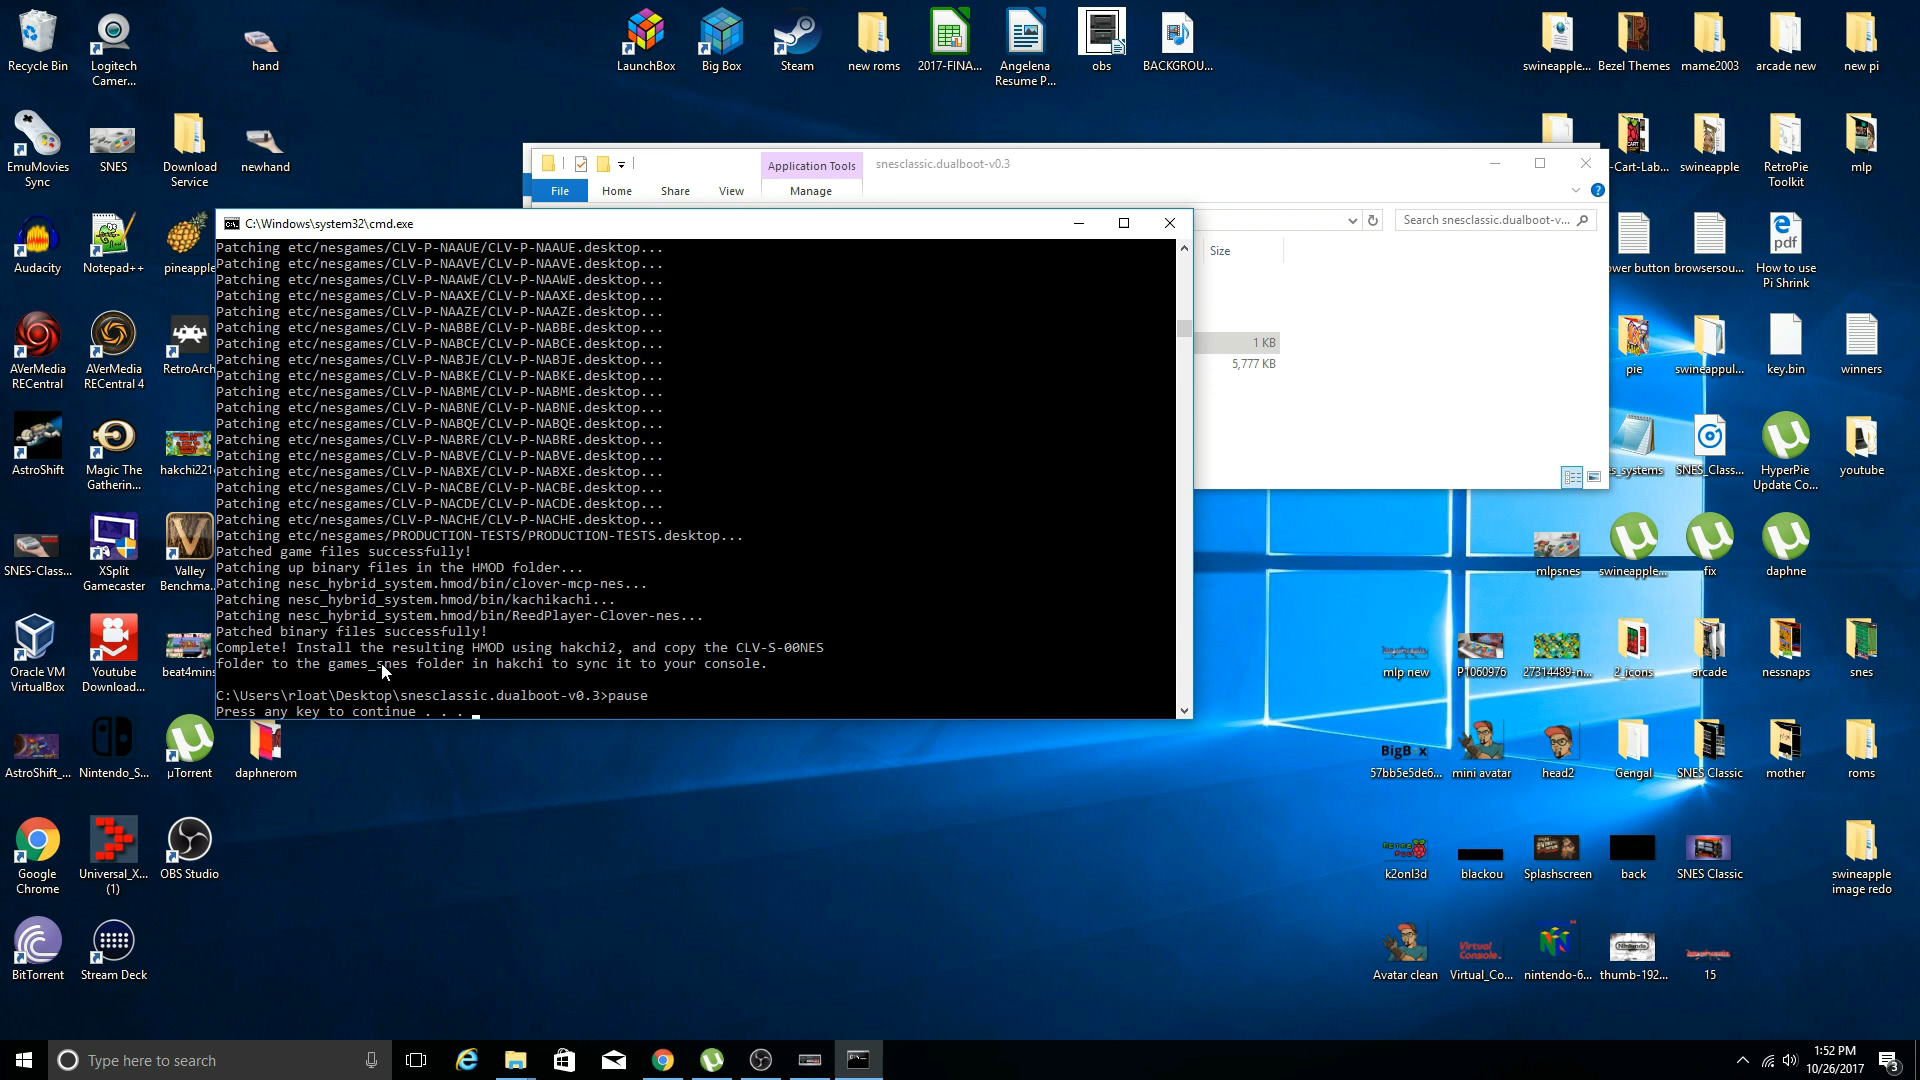 Recycle Bin
Logitech Camer...
hand
LaunchBox
Big Box
Steam
new roms
2017-FINA...
Angelena Resume P...
obs
BACKGROU...
swineapple...
Bezel Themes
mame2003
arcade new
new pi
EmuMovies Sync
SNES
Download Service
newhand
-Cart-Lab...
swineapple
RetroPie Toolkit
mlp
Application Tools
snesclassic.dualboot-v0.3
File
Home
Share
View
Manage
Search snesclassic.dualboot-v...
Size
1 KB
5,777 KB
Audacity
Notepad++
pineapple
ower button
browsersou...
How to use Pi Shrink
pdf
AVerMedia RECentral
AVerMedia RECentral 4
RetroArch
pie
swineappul...
key.bin
winners
AstroShift
Magic The Gatherin...
hakchi221
s_systems
SNES_Class...
HyperPie Update Co...
youtube
SNES-Class...
XSplit Gamecaster
Valley Benchma...
mlpsnes
swineapple...
fix
daphne
Oracle VM VirtualBox
Youtube Download...
beat4mins
mlp new
P1060976
27314489-n...
2_icons
arcade
nessnaps
snes
C:\Windows\system32\cmd.exe
Patching etc/nesgames/CLV-P-NAAUE/CLV-P-NAAUE.desktop...
Patching etc/nesgames/CLV-P-NAAVE/CLV-P-NAAVE.desktop...
Patching etc/nesgames/CLV-P-NAAWE/CLV-P-NAAWE.desktop...
Patching etc/nesgames/CLV-P-NAAXE/CLV-P-NAAXE.desktop...
Patching etc/nesgames/CLV-P-NAAZE/CLV-P-NAAZE.desktop...
Patching etc/nesgames/CLV-P-NABBE/CLV-P-NABBE.desktop...
Patching etc/nesgames/CLV-P-NABCE/CLV-P-NABCE.desktop...
Patching etc/nesgames/CLV-P-NABJE/CLV-P-NABJE.desktop...
Patching etc/nesgames/CLV-P-NABKE/CLV-P-NABKE.desktop...
Patching etc/nesgames/CLV-P-NABME/CLV-P-NABME.desktop...
Patching etc/nesgames/CLV-P-NABNE/CLV-P-NABNE.desktop...
Patching etc/nesgames/CLV-P-NABQE/CLV-P-NABQE.desktop...
Patching etc/nesgames/CLV-P-NABRE/CLV-P-NABRE.desktop...
Patching etc/nesgames/CLV-P-NABVE/CLV-P-NABVE.desktop...
Patching etc/nesgames/CLV-P-NABXE/CLV-P-NABXE.desktop...
Patching etc/nesgames/CLV-P-NACBE/CLV-P-NACBE.desktop...
Patching etc/nesgames/CLV-P-NACDE/CLV-P-NACDE.desktop...
Patching etc/nesgames/CLV-P-NACHE/CLV-P-NACHE.desktop...
Patching etc/nesgames/PRODUCTION-TESTS/PRODUCTION-TESTS.desktop...
Patched game files successfully!
Patching up binary files in the HMOD folder...
Patching nesc_hybrid_system.hmod/bin/clover-mcp-nes...
Patching nesc_hybrid_system.hmod/bin/kachikachi...
Patching nesc_hybrid_system.hmod/bin/ReedPlayer-Clover-nes...
Patched binary files successfully!
Complete! Install the resulting HMOD using hakchi2, and copy the CLV-S-00NES
folder to the games_snes folder in hakchi to sync it to your console.
C:\Users\rloat\Desktop\snesclassic.dualboot-v0.3>pause
Press any key to continue . . .
AstroShift_...
Nintendo_S...
µTorrent
daphnerom
BigB x
57bb5e5de6...
mini avatar
head2
Gengal
SNES Classic
mother
roms
Google Chrome
Universal_X... (1)
OBS Studio
k2onl3d
blackou
Splashscreen
back
SNES Classic
swineapple image redo
BitTorrent
Stream Deck
Avatar clean
Virtual Console
Virtual_Co...
nintendo-6...
Nintendo
thumb-192...
15
Type here to search
1:52 PM
10/26/2017
3